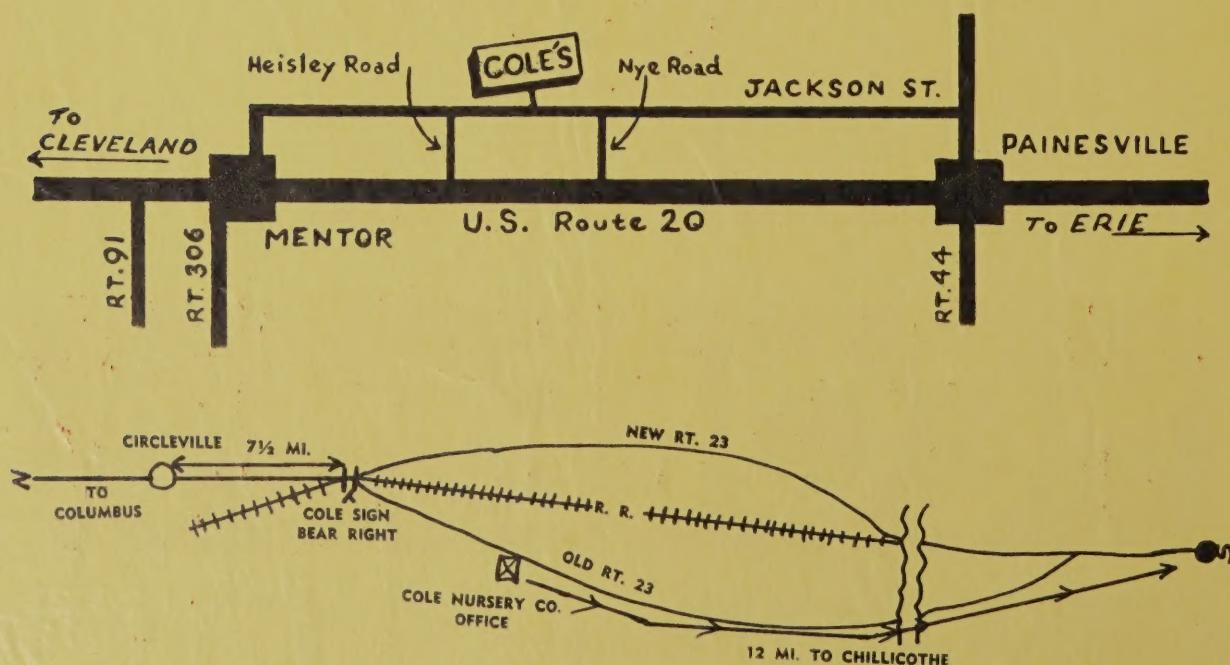 Heisley Road
COLE'S
Nye Road
JACKSON ST.
TO
CLEVELAND
PAINESVILLE
MENTOR
U.S. Route 20
TO ERIE
RT. 91
RT. 306
RT. 44
CIRCLEVILLE
7½ MI.
NEW RT. 23
N
TO
COLUMBUS
COLE SIGN
BEAR RIGHT
R. R.
OLD RT. 23
S
COLE NURSERY CO.
OFFICE
12 MI. TO CHILLICOTHE